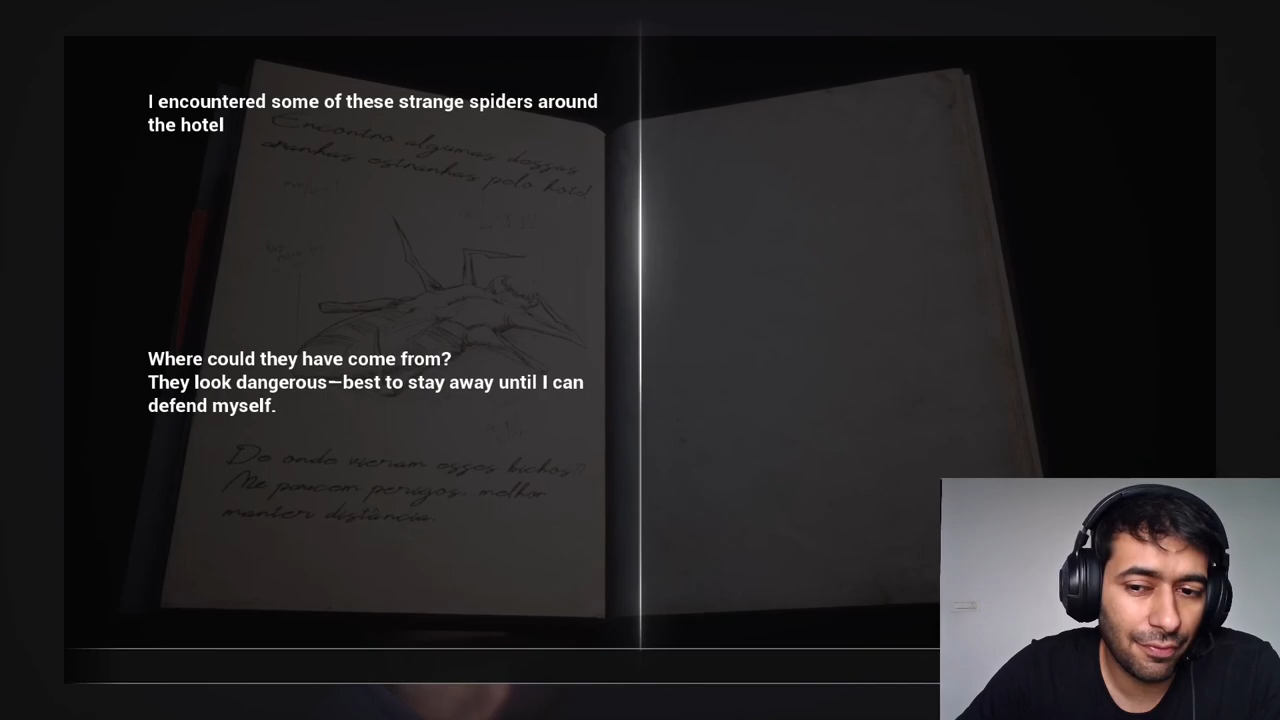 I encountered some of these strange spiders around
the hotel
Encontro algumas dessas
aranhas estranhas pelo hotel
Where could they have come from?
They look dangerous—best to stay away until I can
defend myself.
De onde vieram esses bichos?
Me parecem perigos. melhor
manter distância.